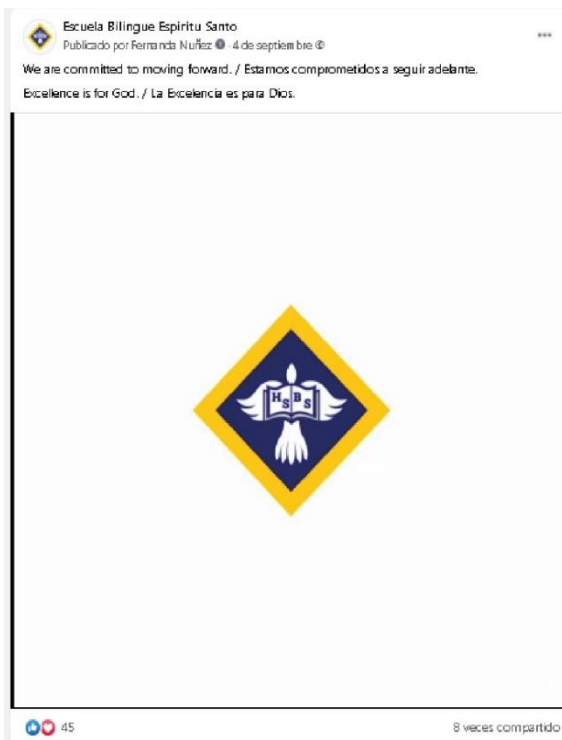 Escuela Bilingue Espiritu Santo
Publicado por Fernanda Nuñez · 4 de septiembre
We are committed to moving forward. / Estamos comprometidos a seguir adelante.
Excellence is for God. / La Excelencia es para Dios.
H S B S
45
8 veces compartido